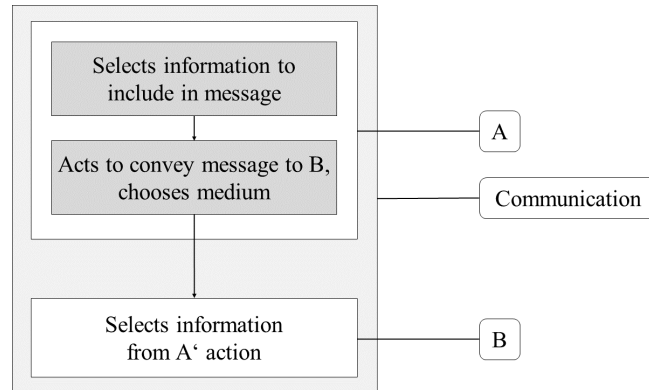 Selects information to
include in message
A
Acts to convey message to B,
chooses medium
Communication
Selects information
from A‘ action
B